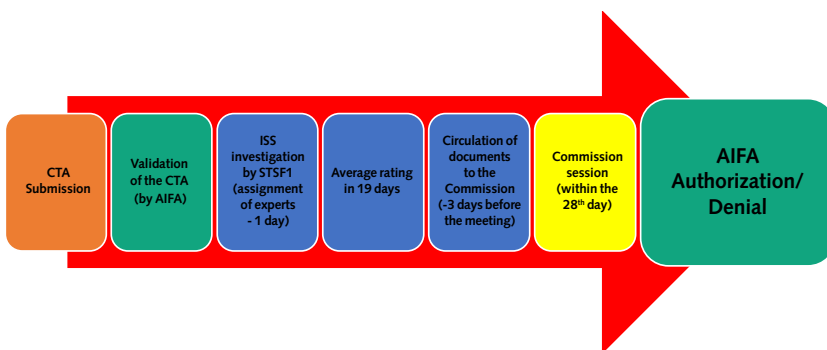 CTA
Submission
Validation
of the CTA
(by AIFA)
ISS
investigation
by STSF1
(assignment
of experts
- 1 day)
Average rating
in 19 days
Circulation of
documents
to the
Commission
(-3 days before
the meeting)
Commission
session
(within the
28th day)
AIFA
Authorization/
Denial